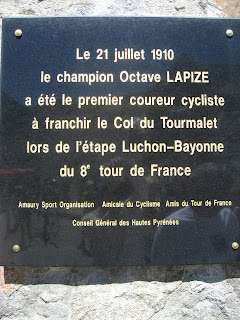 Le 21 juillet 1910
le champion Octave LAPIZE
a été le premier coureur cycliste
à franchir le Col du Tourmalet
lors de l'étape Luchon-Bayonne
du 8e tour de France
Amaury Sport Organisation Amicale du Cyclisme Amis du Tour de France
Conseil Général des Hautes Pyrénées